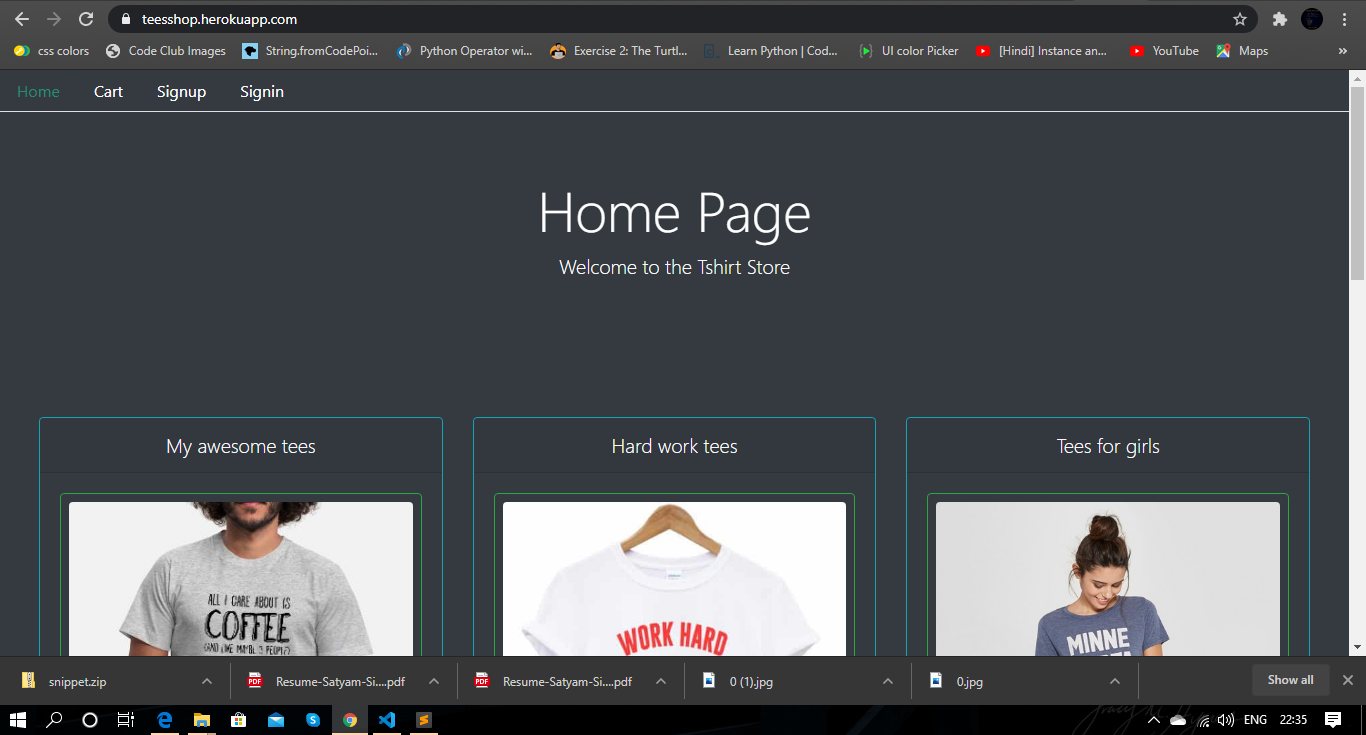 teesshop.herokuapp.com
css colors
Code Club Images
String.fromCodePoi...
Python Operator wi...
Exercise 2: The Turtl...
Learn Python | Cod...
UI color Picker
[Hindi] Instance an...
YouTube
Maps
»
Home
Cart
Signup
Signin
Home Page
Welcome to the Tshirt Store
My awesome tees
Hard work tees
Tees for girls
ALL I CARE ABOUT IS
COFFEE
(AND LIKE MAYBE 3 PEOPLE)
WORK HARD
MINNE
snippet.zip
PDF
Resume-Satyam-Si....pdf
PDF
Resume-Satyam-Si....pdf
0 (1).jpg
0.jpg
Show all
ENG
22:35